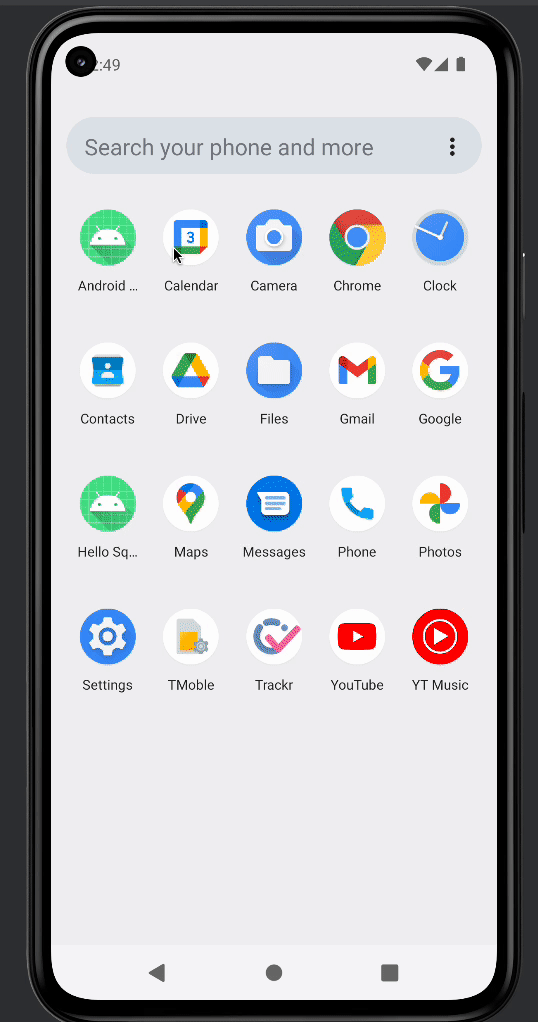 :49
Search your phone and more
3
Android ...
Calendar
Camera
Chrome
Clock
Contacts
Drive
Files
Gmail
Google
Hello Sq...
Maps
Messages
Phone
Photos
Settings
TMoble
Trackr
YouTube
YT Music